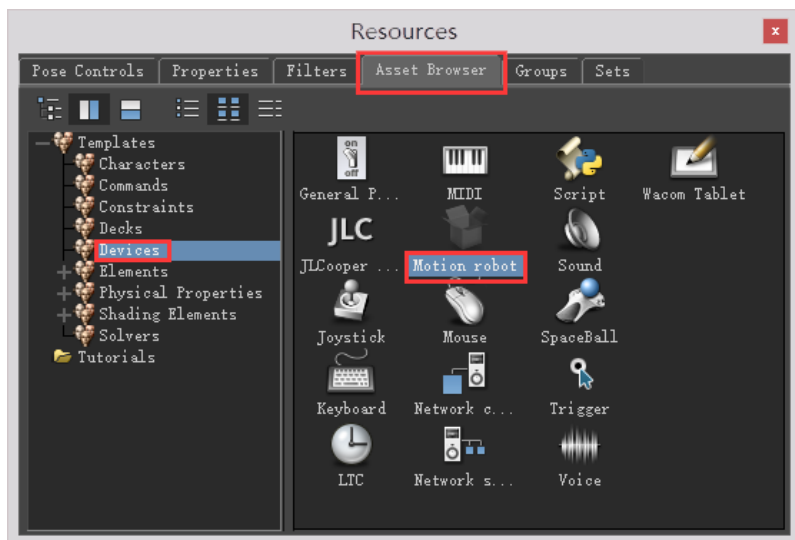 Resources
x
Pose Controls Properties Filters Asset Browser Groups Sets
Templates
Characters
Commands
Constraints
Decks
Devices
Elements
Physical Properties
Shading Elements
Solvers
Tutorials
on
off
General P... MIDI Script Wacom Tablet
JLC
JLCooper ... Motion robot Sound
Joystick Mouse SpaceBall
Keyboard Network c... Trigger
LTC Network s... Voice